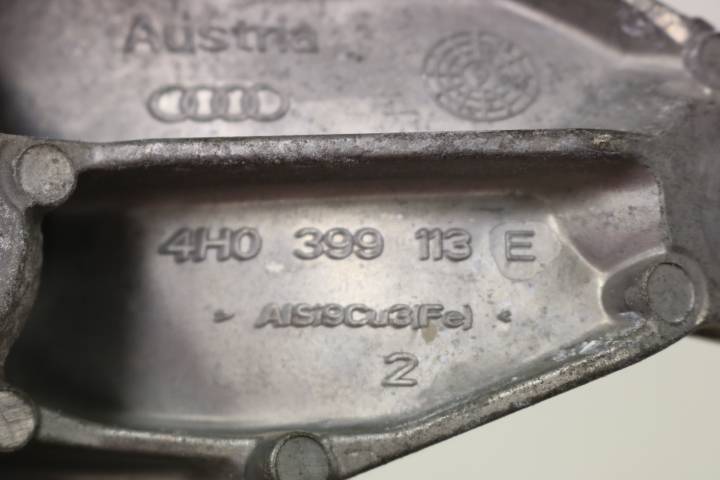 Austria
4H0 399 113 E
> AlSi9Cu3(Fe) <
2